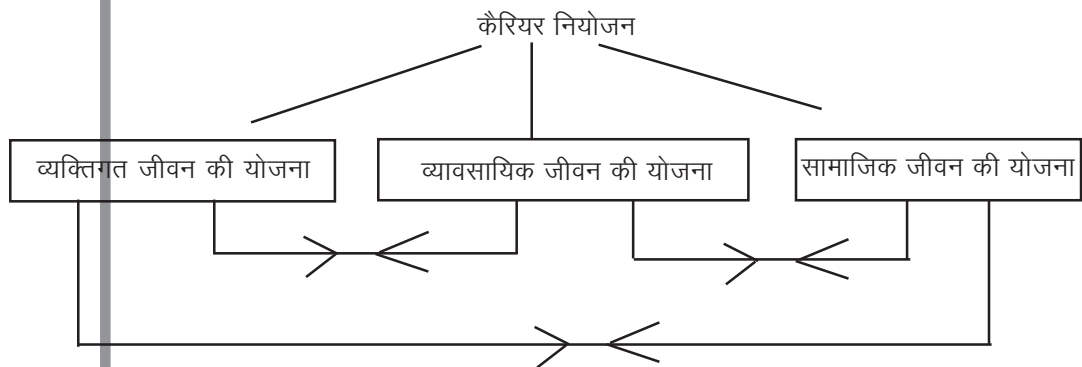 कैरियर नियोजन
व्यक्तिगत जीवन की योजना
व्यावसायिक जीवन की योजना
सामाजिक जीवन की योजना